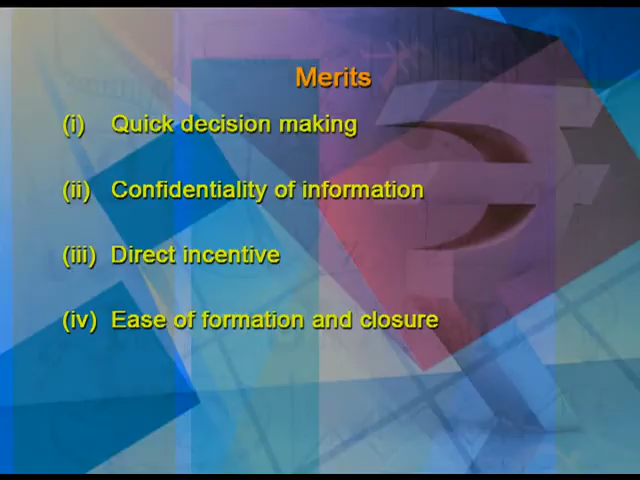 Merits
(i) Quick decision making
(ii) Confidentiality of information
(iii) Direct incentive
(iv) Ease of formation and closure